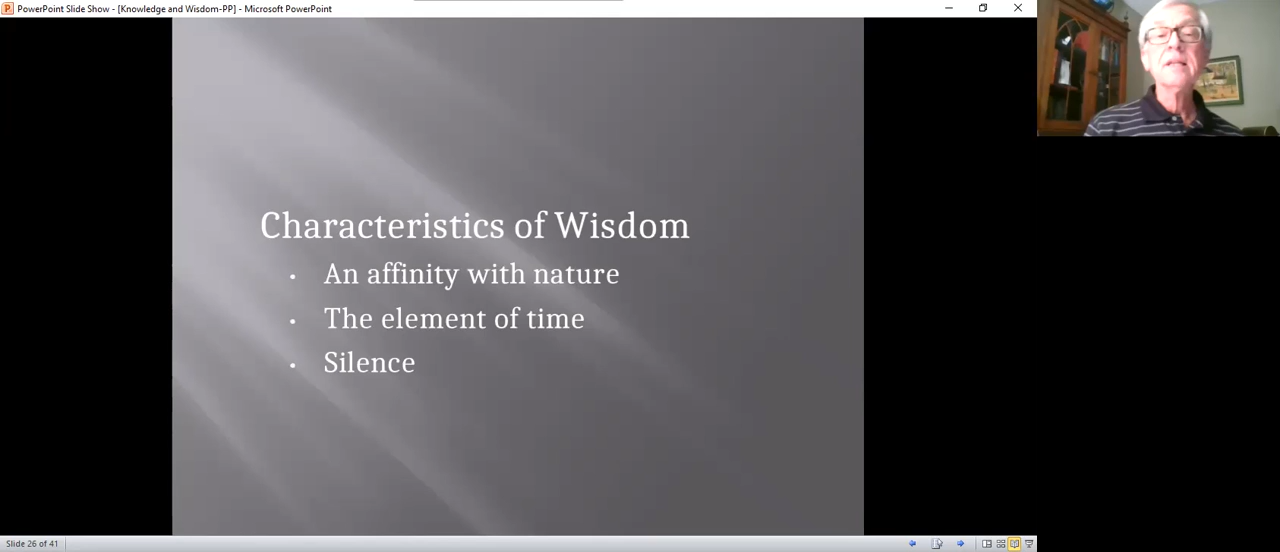 PowerPoint Slide Show - [Knowledge and Wisdom-PP] - Microsoft PowerPoint
Characteristics of Wisdom
• An affinity with nature
• The element of time
• Silence
Slide 26 of 41